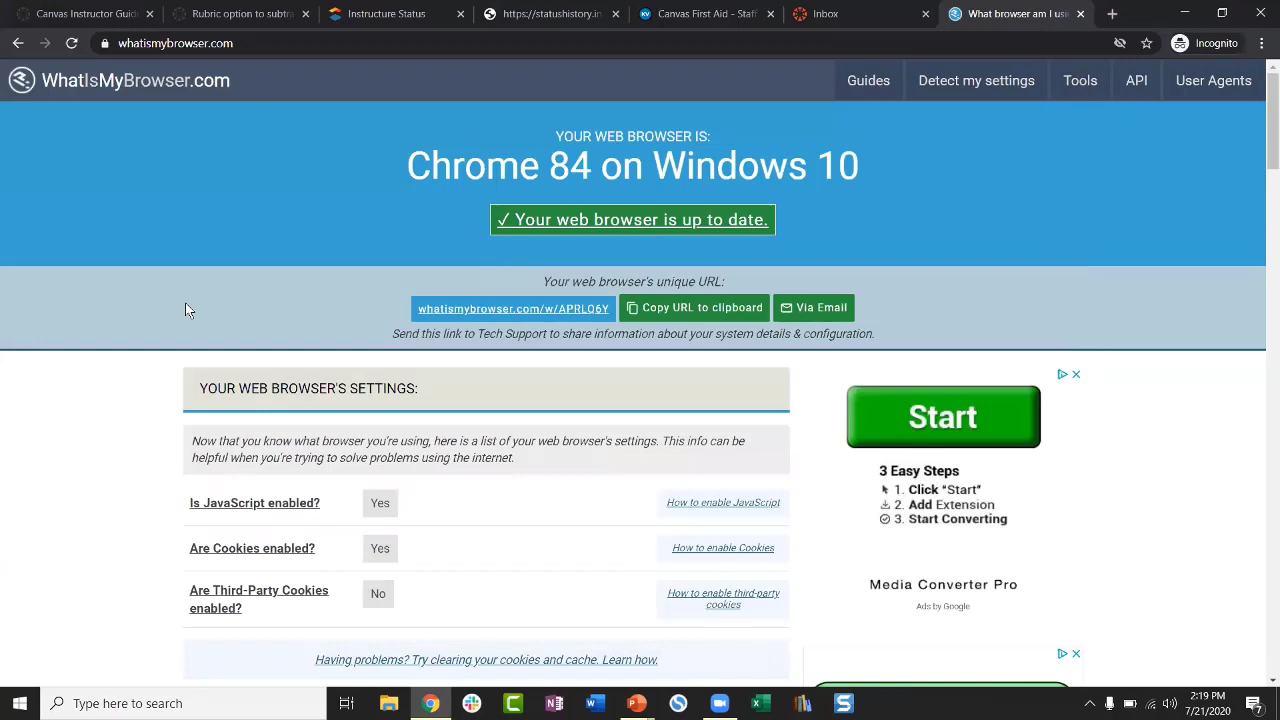 Rubric option to subtr
Instructure Status
https://statushistory.in
Canvas First Aid - Staff
Inbox
What browser am I usi
whatismybrowser.com
Incognito
WhatIsMyBrowser.com
Guides
Detect my settings
Tools
API
User Agents
YOUR WEB BROWSER IS:
Chrome 84 on Windows 10
✓ Your web browser is up to date.
Your web browser's unique URL:
whatismybrowser.com/w/APRLQ6Y
Copy URL to clipboard
Via Email
Send this link to Tech Support to share information about your system details & configuration.
YOUR WEB BROWSER'S SETTINGS:
Now that you know what browser you're using, here is a list of your web browser's settings. This info can
helpful when you're trying to solve problems using the internet.
Is JavaScript enabled?
Yes
How to enable JavaScript
Are Cookies enabled?
Yes
How to enable Cookies
Are Third-Party Cookies
enabled?
No
How to enable third-party
cookies
Having problems? Try clearing your cookies and cache. Learn how.
Start
3 Easy Steps
1. Click “Start”
2. Add Extension
3. Start Converting
Media Converter Pro
Ads by Google
Type here to search
2:19 PM
7/21/2020